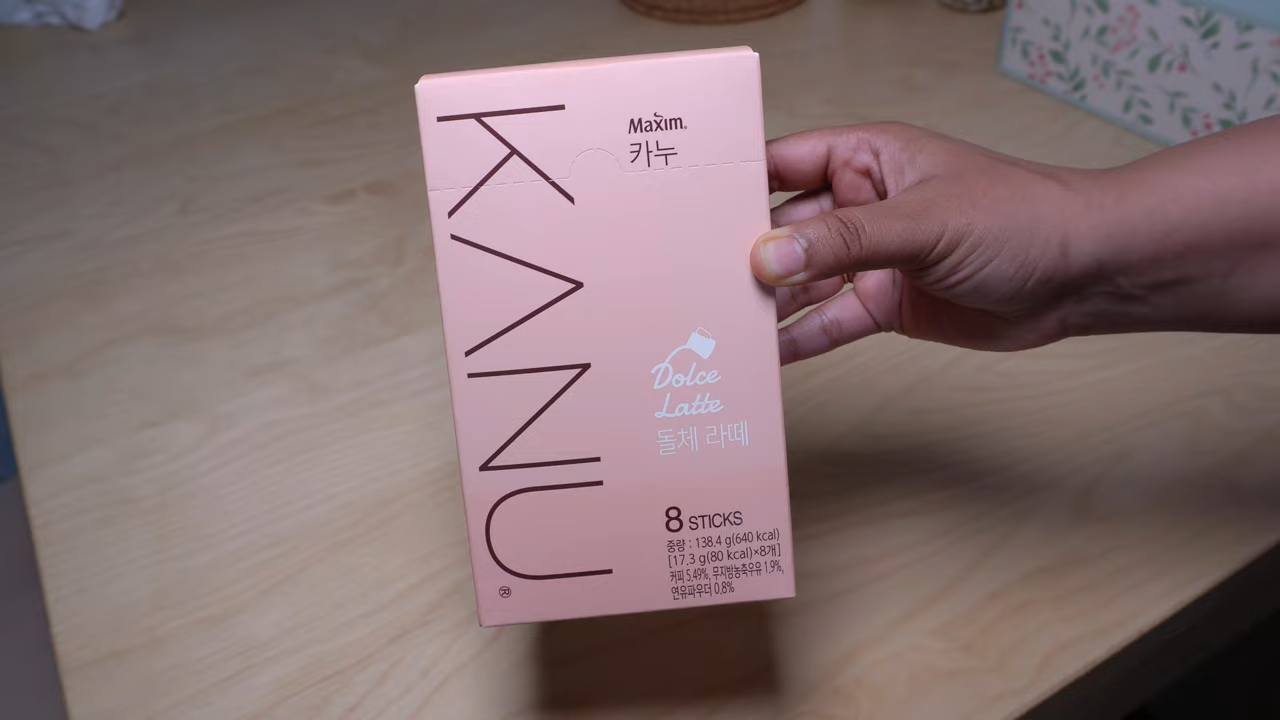 KANU
®
Maxim.
카누
Dolce
Latte
돌체 라떼
8 STICKS
중량 : 138.4 g(640 kcal)
[17.3 g(80 kcal)×8개]
커피 5.49%, 무지방농축우유 1.9%,
연유파우더 0.8%